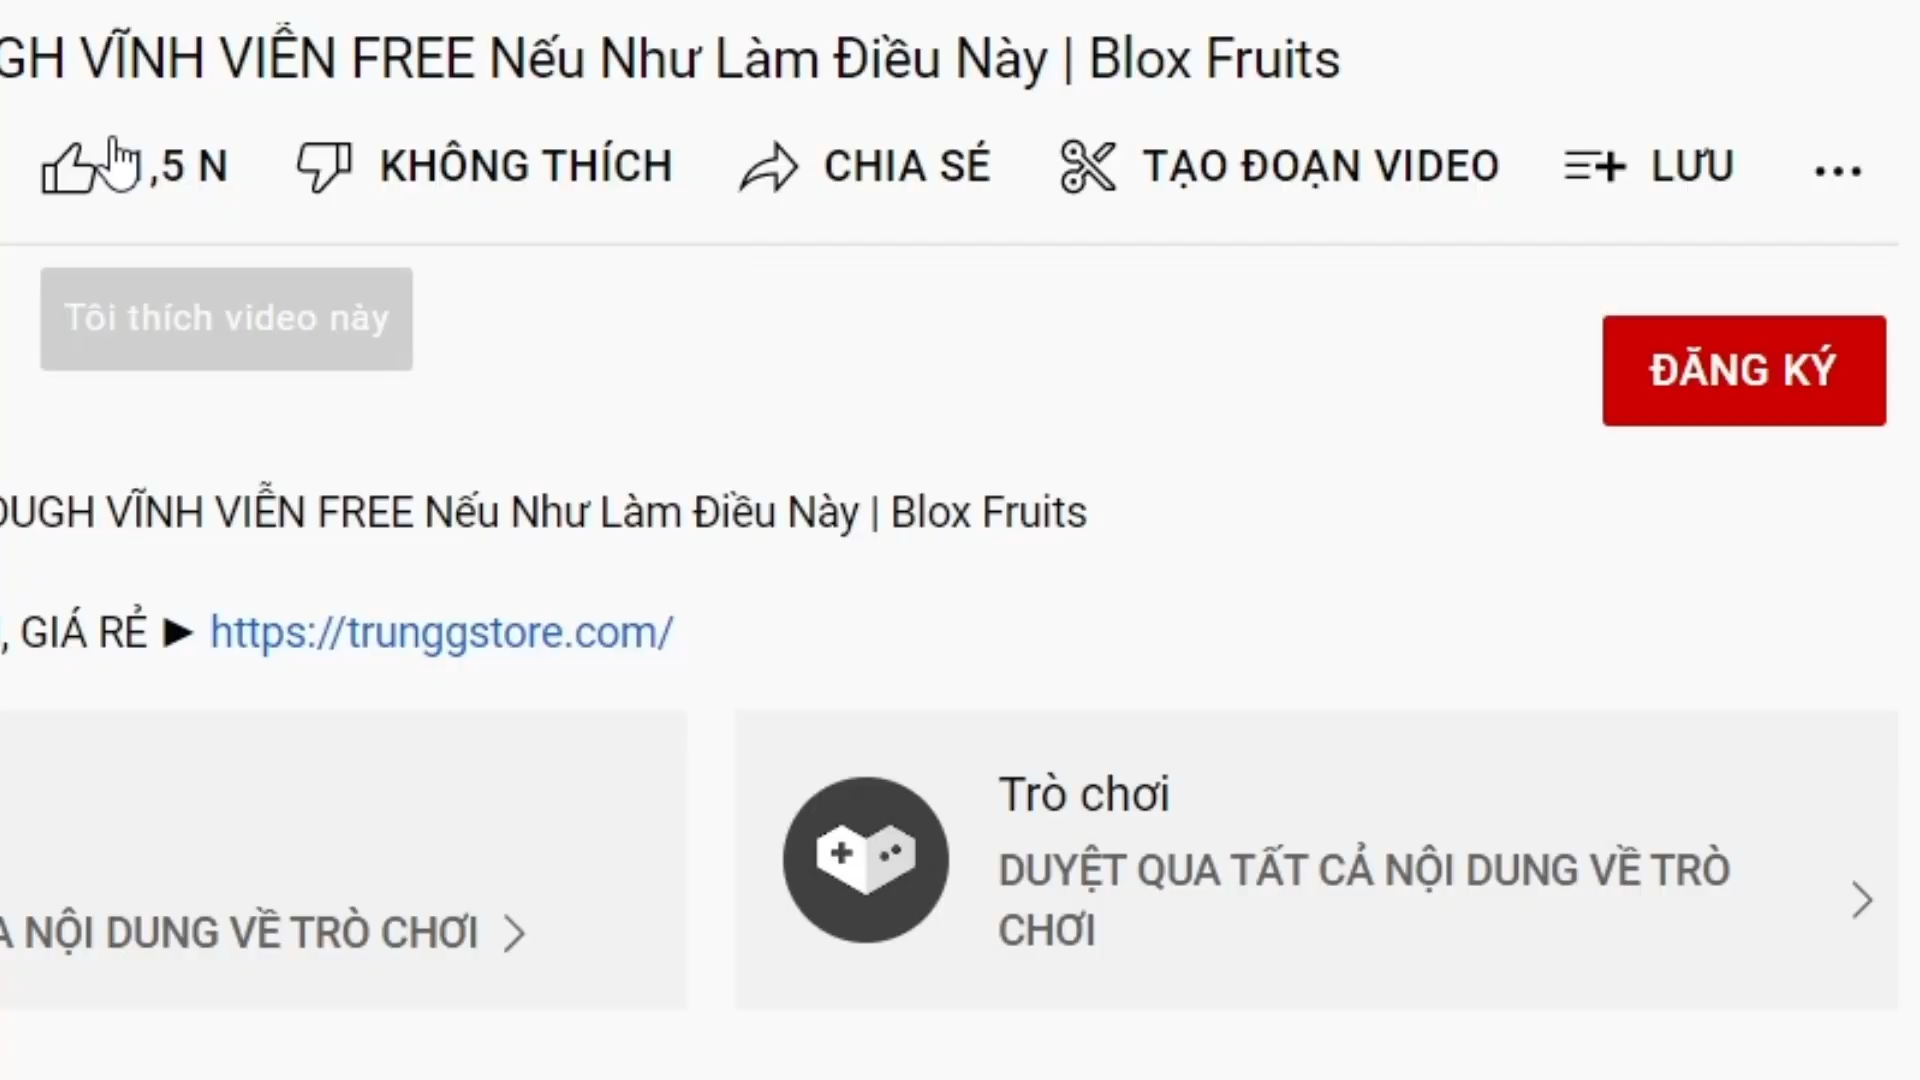 VĨNH VIỄN FREE Nếu Như Làm Điều Này | Blox Fruits
,5 N KHÔNG THÍCH CHIA SẺ TẠO ĐOẠN VIDEO LƯU ...
Tôi thích video này
ĐĂNG KÝ
VĨNH VIỄN FREE Nếu Như Làm Điều Này | Blox Fruits
, GIÁ RẺ ► https://trunggstore.com/
Trò chơi
DUYỆT QUA TẤT CẢ NỘI DUNG VỀ TRÒ
CHƠI
NỘI DUNG VỀ TRÒ CHƠI